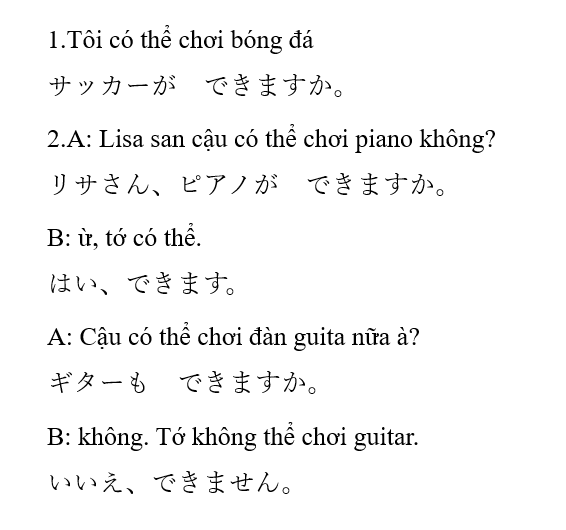 1.Tôi có thể chơi bóng đá
サッカーが　できますか。
2.A: Lisa san cậu có thể chơi piano không?
リサさん、ピアノが　できますか。
B: ừ, tớ có thể.
はい、できます。
A: Cậu có thể chơi đàn guita nữa à?
ギターも　できますか。
B: không. Tớ không thể chơi guitar.
いいえ、できません。